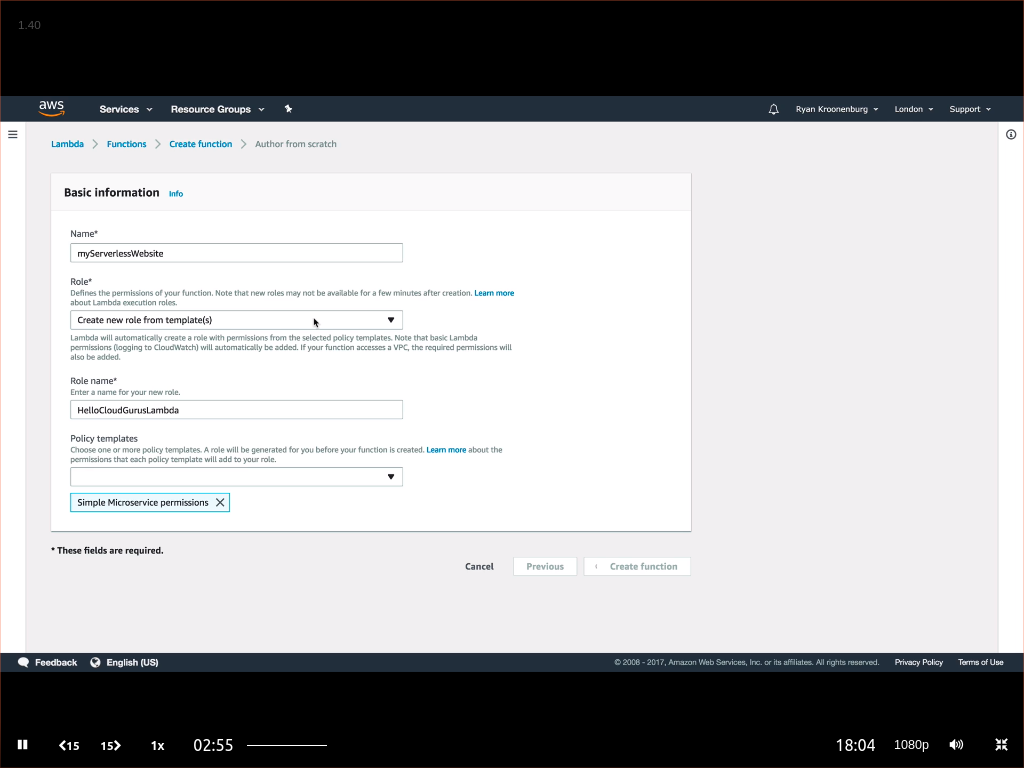 1.40
aws Services Resource Groups Ryan Kroonenburg London Support
Lambda Functions Create function Author from scratch
Basic information Info
Name*
myServerlessWebsite
Role*
Defines the permissions of your function. Note that new roles may not be available for a few minutes after creation. Learn more
about Lambda execution roles.
Create new role from template(s)
Lambda will automatically create a role with permissions from the selected policy templates. Note that basic Lambda
permissions (logging to CloudWatch) will automatically be added. If your function accesses a VPC, the required permissions will
also be added.
Role name*
Enter a name for your new role.
HelloCloudGurusLambda
Policy templates
Choose one or more policy templates. A role will be generated for you before your function is created. Learn more about the
permissions that each policy template will add to your role.
Simple Microservice permissions
* These fields are required.
Cancel Previous Create function
Feedback English (US) © 2008 - 2017, Amazon Web Services, Inc. or its affiliates. All rights reserved. Privacy Policy Terms of Use
15 15 1x 02:55 18:04 1080p